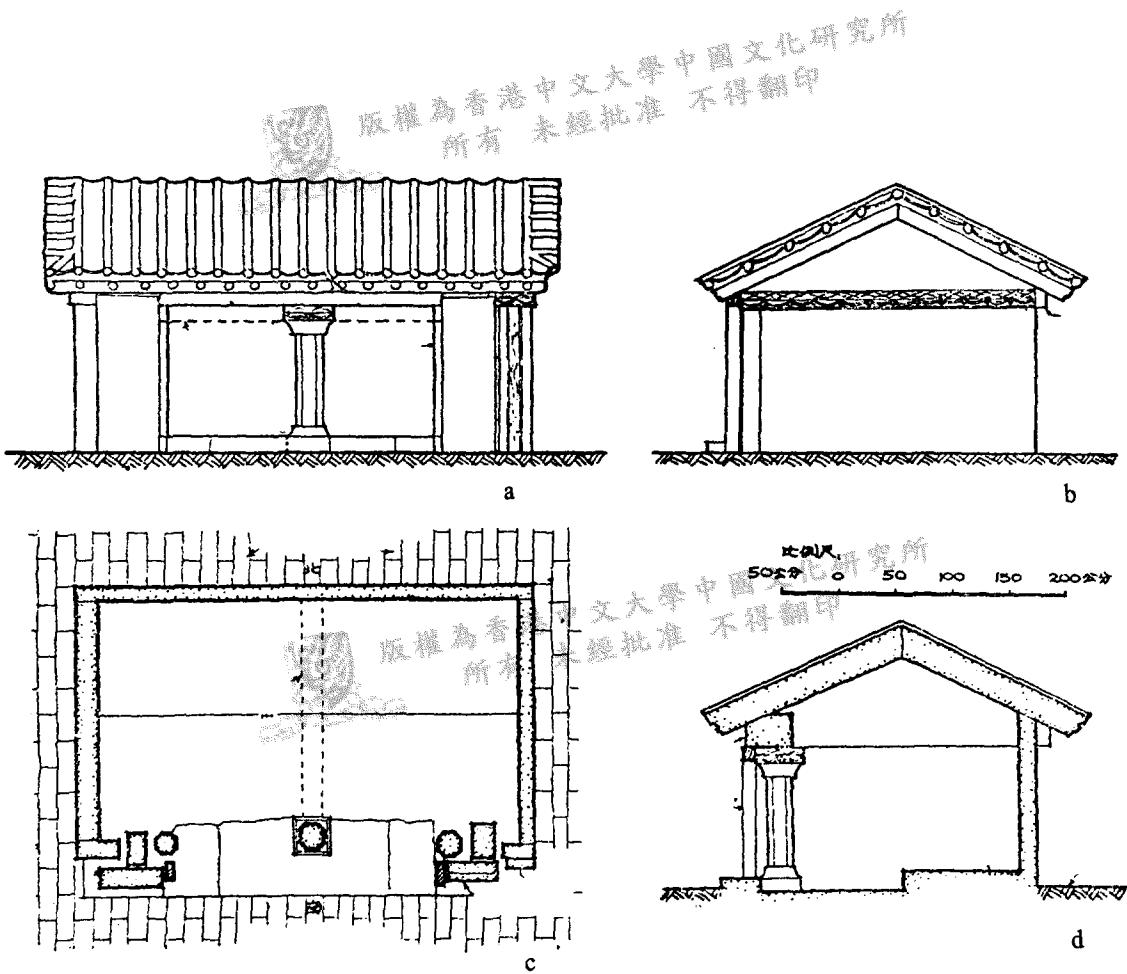 版權為香港中文大學中國文化研究所
所有 未經批准 不得翻印
a
b
北
比例尺
50公分 0 50 100 150 200公分
版權為香港中文大學中國文化研究所
所有 未經批准 不得翻印
c
d